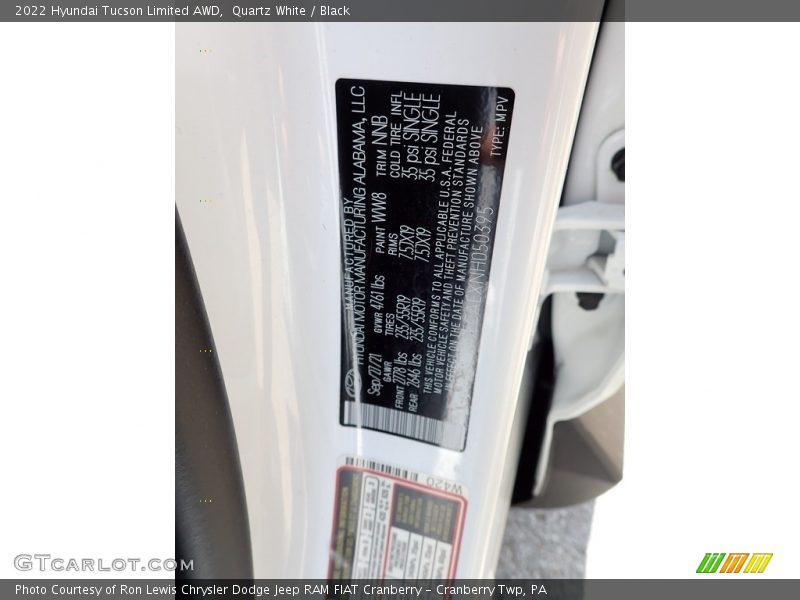 2022 Hyundai Tucson Limited AWD,  Quartz White / Black
MANUFACTURED BY
HYUNDAI MOTOR MANUFACTURING ALABAMA, LLC
Sep/27/21 GVWR 4761 lbs PAINT WW8 TRIM NNB
GAWR TIRES RIMS COLD TIRE INFL
FRONT 2778 lbs 235/55R19 7.5JX19 35 psi SINGLE
REAR 2646 lbs 235/55R19 7.5JX19 35 psi SINGLE
THIS VEHICLE CONFORMS TO ALL APPLICABLE U.S.A. FEDERAL
MOTOR VEHICLE SAFETY AND THEFT PREVENTION STANDARDS
IN EFFECT ON THE DATE OF MANUFACTURE SHOWN ABOVE
NH050395
TYPE: MPV
W420
GTcarlot.com
Photo Courtesy of Ron Lewis Chrysler Dodge Jeep RAM FIAT Cranberry – Cranberry Twp, PA